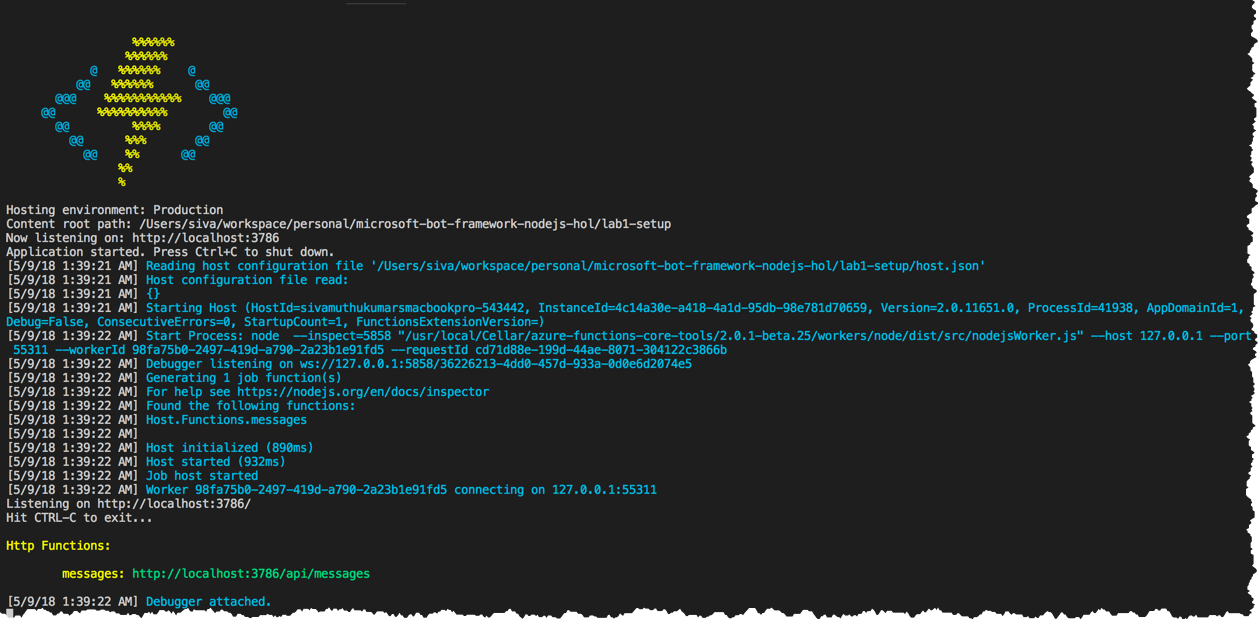 %%%%%%
                 %%%%%%
            @   %%%%%%    @
          @@   %%%%%%      @@
       @@@    %%%%%%%%%%%    @@@
     @@      %%%%%%%%%%        @@
       @@         %%%%       @@
         @@      %%%       @@
           @@    %%      @@
                %%
                %
Hosting environment: Production
Content root path: /Users/siva/workspace/personal/microsoft-bot-framework-nodejs-hol/lab1-setup
Now listening on: http://localhost:3786
Application started. Press Ctrl+C to shut down.
[5/9/18 1:39:21 AM] Reading host configuration file '/Users/siva/workspace/personal/microsoft-bot-framework-nodejs-hol/lab1-setup/host.json'
[5/9/18 1:39:21 AM] Host configuration file read:
[5/9/18 1:39:21 AM] {}
[5/9/18 1:39:21 AM] Starting Host (HostId=sivamuthukumarsmacbookpro-543442, InstanceId=4c14a30e-a418-4a1d-95db-98e781d70659, Version=2.0.11651.0, ProcessId=41938, AppDomainId=1,
Debug=False, ConsecutiveErrors=0, StartupCount=1, FunctionsExtensionVersion=)
[5/9/18 1:39:22 AM] Start Process: node  --inspect=5858 "/usr/local/Cellar/azure-functions-core-tools/2.0.1-beta.25/workers/node/dist/src/nodejsWorker.js" --host 127.0.0.1 --port
 55311 --workerId 98fa75b0-2497-419d-a790-2a23b1e91fd5 --requestId cd71d88e-199d-44ae-8071-304122c3866b
[5/9/18 1:39:22 AM] Debugger listening on ws://127.0.0.1:5858/36226213-4dd0-457d-933a-0d0e6d2074e5
[5/9/18 1:39:22 AM] Generating 1 job function(s)
[5/9/18 1:39:22 AM] For help see https://nodejs.org/en/docs/inspector
[5/9/18 1:39:22 AM] Found the following functions:
[5/9/18 1:39:22 AM] Host.Functions.messages
[5/9/18 1:39:22 AM]
[5/9/18 1:39:22 AM] Host initialized (890ms)
[5/9/18 1:39:22 AM] Host started (932ms)
[5/9/18 1:39:22 AM] Job host started
[5/9/18 1:39:22 AM] Worker 98fa75b0-2497-419d-a790-2a23b1e91fd5 connecting on 127.0.0.1:55311
Listening on http://localhost:3786/
Hit CTRL-C to exit...
Http Functions:
messages: http://localhost:3786/api/messages
[5/9/18 1:39:22 AM] Debugger attached.